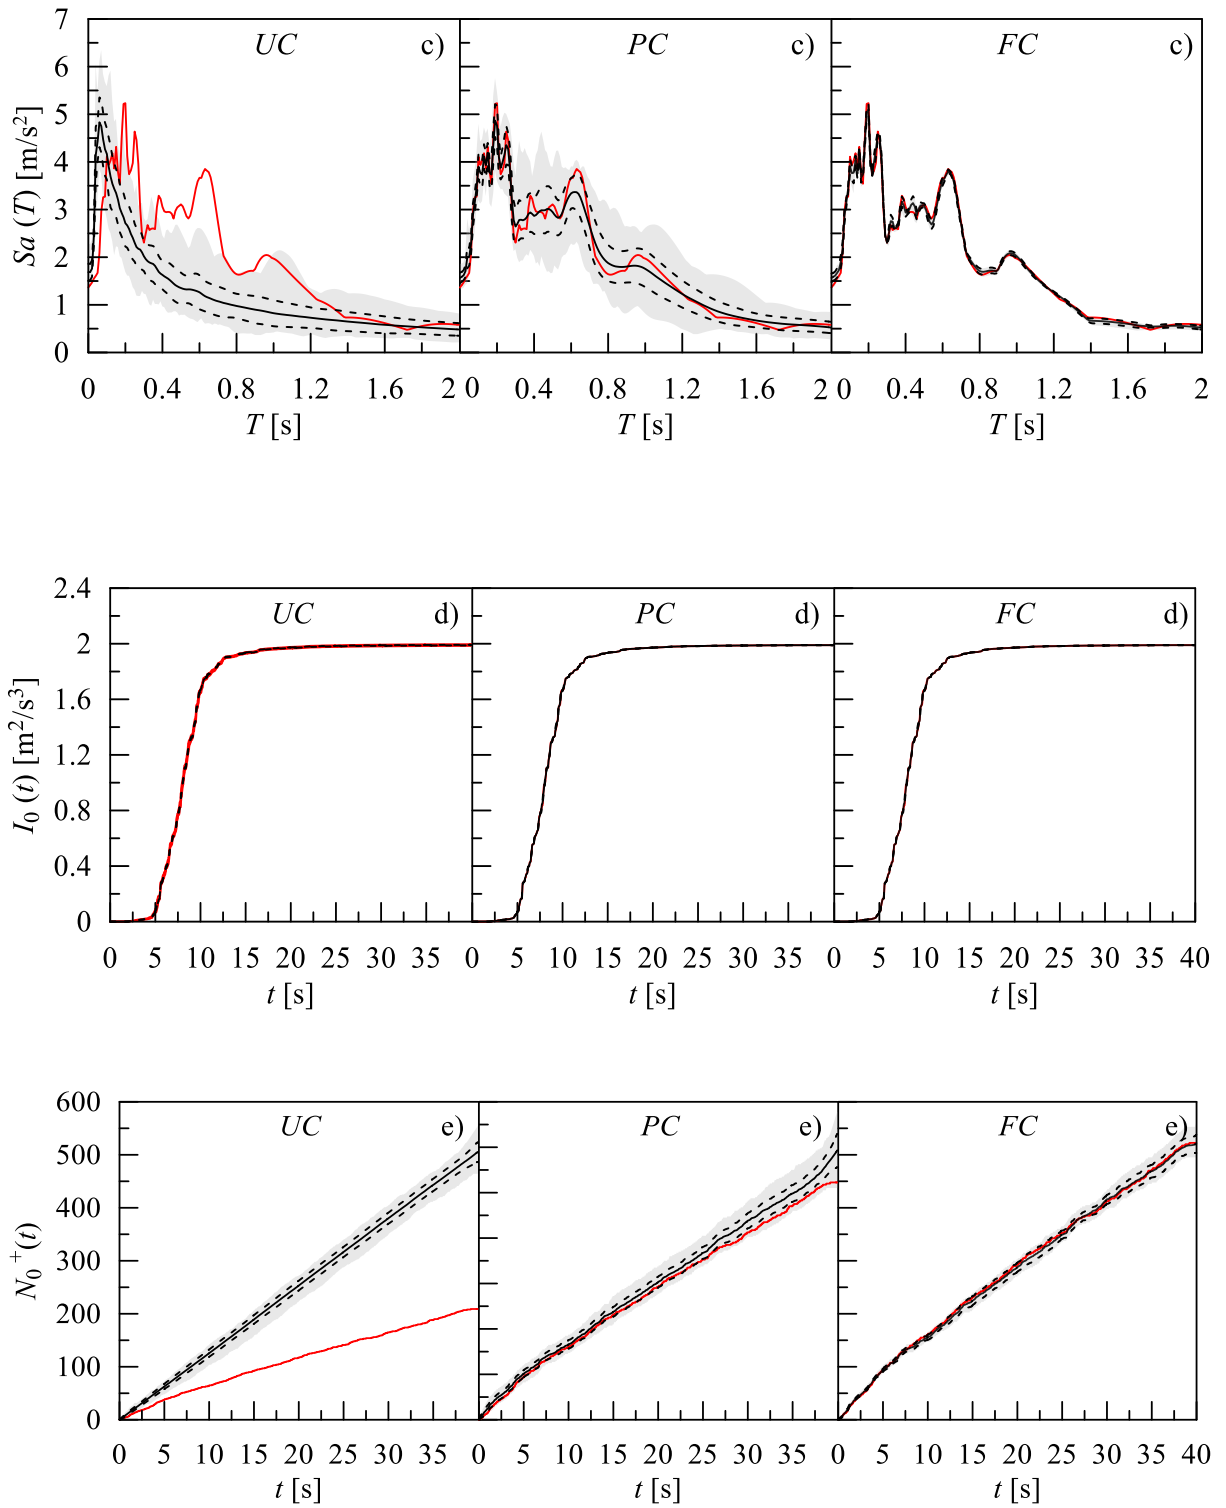 7
6
5
4
3
2
1
0
Sa (T) [m/s²]
UC c) PC c) FC c)
0 0.4 0.8 1.2 1.6 2 0 0.4 0.8 1.2 1.6 2 0 0.4 0.8 1.2 1.6 2
T [s] T [s] T [s]
2.4
2
1.6
1.2
0.8
0.4
0
I₀ (t) [m²/s³]
UC d) PC d) FC d)
0 5 10 15 20 25 30 35 0 5 10 15 20 25 30 35 0 5 10 15 20 25 30 35 40
t [s] t [s] t [s]
600
500
400
300
200
100
0
N₀⁺(t)
UC e) PC e) FC e)
0 5 10 15 20 25 30 35 0 5 10 15 20 25 30 35 0 5 10 15 20 25 30 35 40
t [s] t [s] t [s]